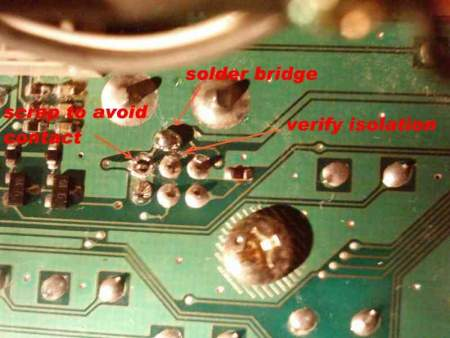 solder bridge
scrap to avoid
contact
verify isolation